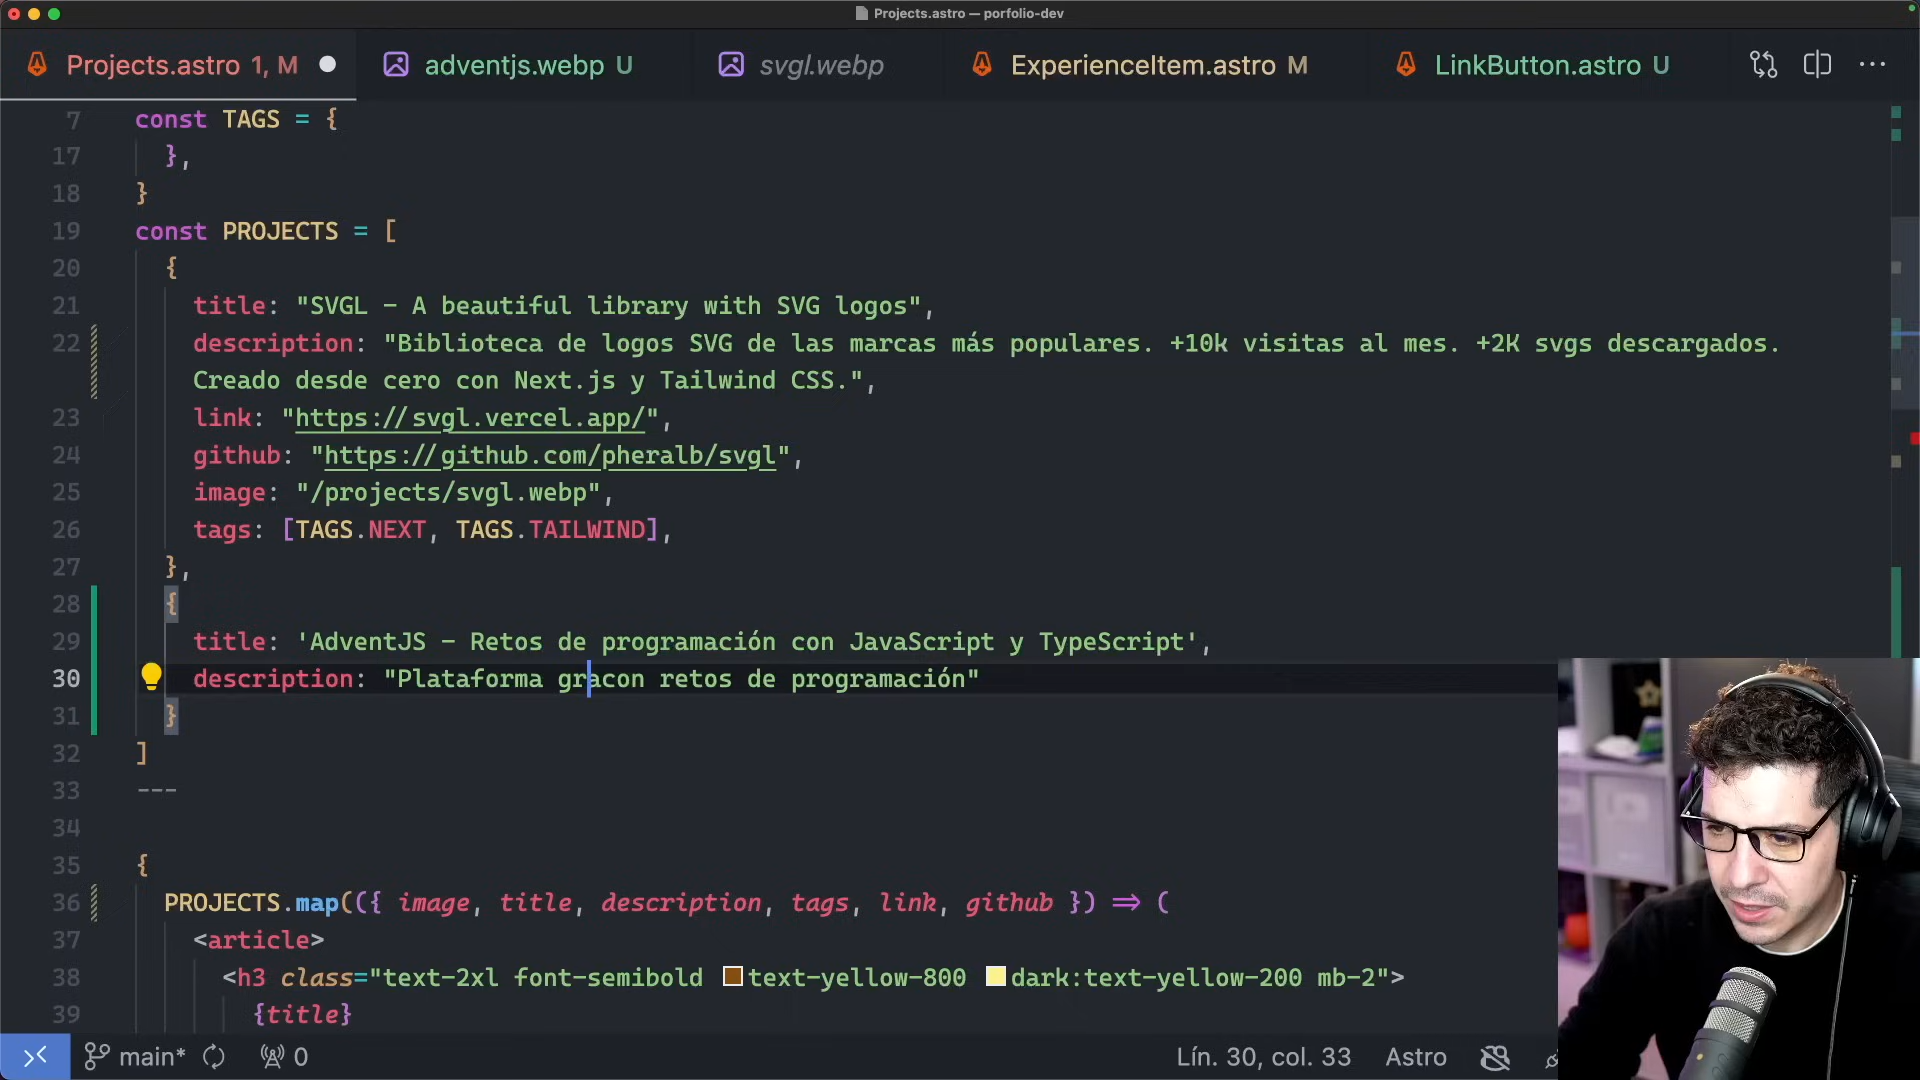 Projects.astro — porfolio-dev
Projects.astro 1, M
adventjs.webp U
svgl.webp
ExperienceItem.astro M
LinkButton.astro U
7 const TAGS = {
17 },
18 }
19 const PROJECTS = [
20 {
21 title: "SVGL - A beautiful library with SVG logos",
22 description: "Biblioteca de logos SVG de las marcas más populares. +10k visitas al mes. +2K svgs descargados.
Creado desde cero con Next.js y Tailwind CSS.",
23 link: "https://svgl.vercel.app/",
24 github: "https://github.com/pheralb/svgl",
25 image: "/projects/svgl.webp",
26 tags: [TAGS.NEXT, TAGS.TAILWIND],
27 },
28 {
29 title: 'AdventJS - Retos de programación con JavaScript y TypeScript',
30 description: "Plataforma gracon retos de programación"
31 }
32 ]
33 ---
34
35 {
36 PROJECTS.map(({ image, title, description, tags, link, github }) => (
37 <article>
38 <h3 class="text-2xl font-semibold text-yellow-800 dark:text-yellow-200 mb-2">
39 {title}
main* 0 Lín. 30, col. 33 Astro